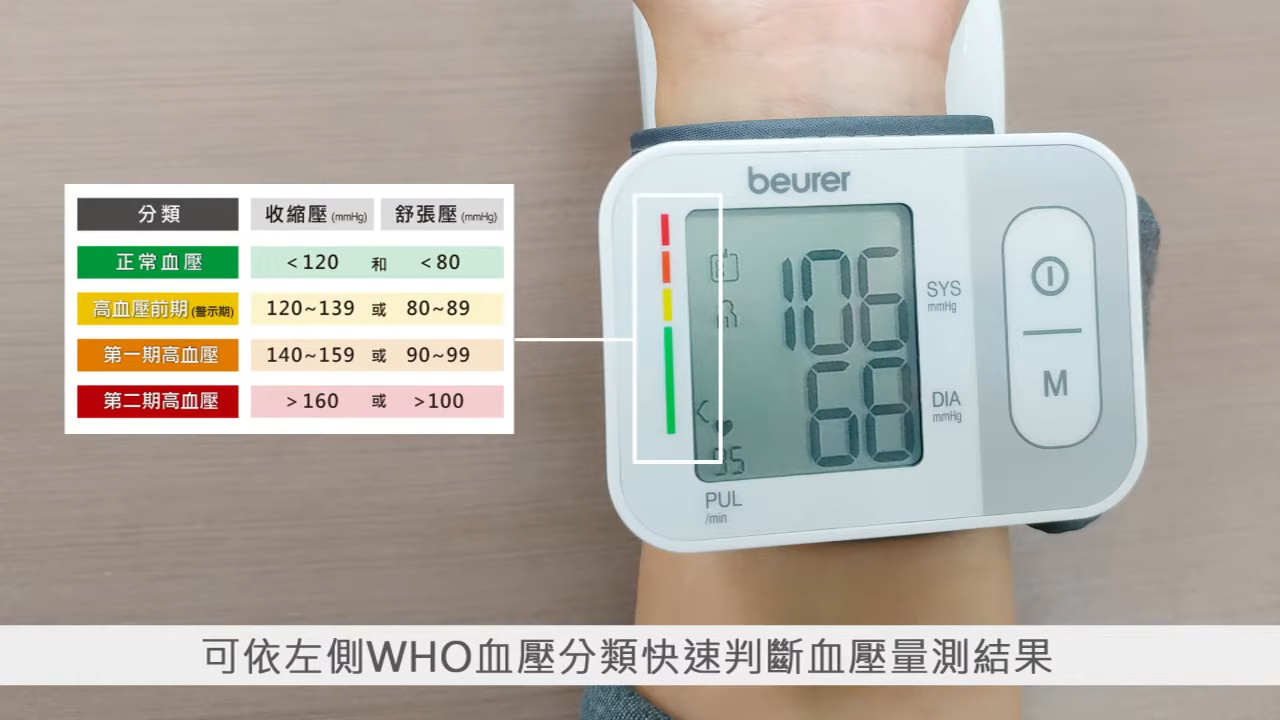 分類 收縮壓 (mmHg) 舒張壓 (mmHg)
正常血壓 <120 和 <80
高血壓前期 (警示期) 120~139 或 80~89
第一期高血壓 140~159 或 90~99
第二期高血壓 >160 或 >100
beurer
106
SYS
mmHg
68
DIA
mmHg
95
PUL
/min
M
可依左側WHO血壓分類快速判斷血壓量測結果